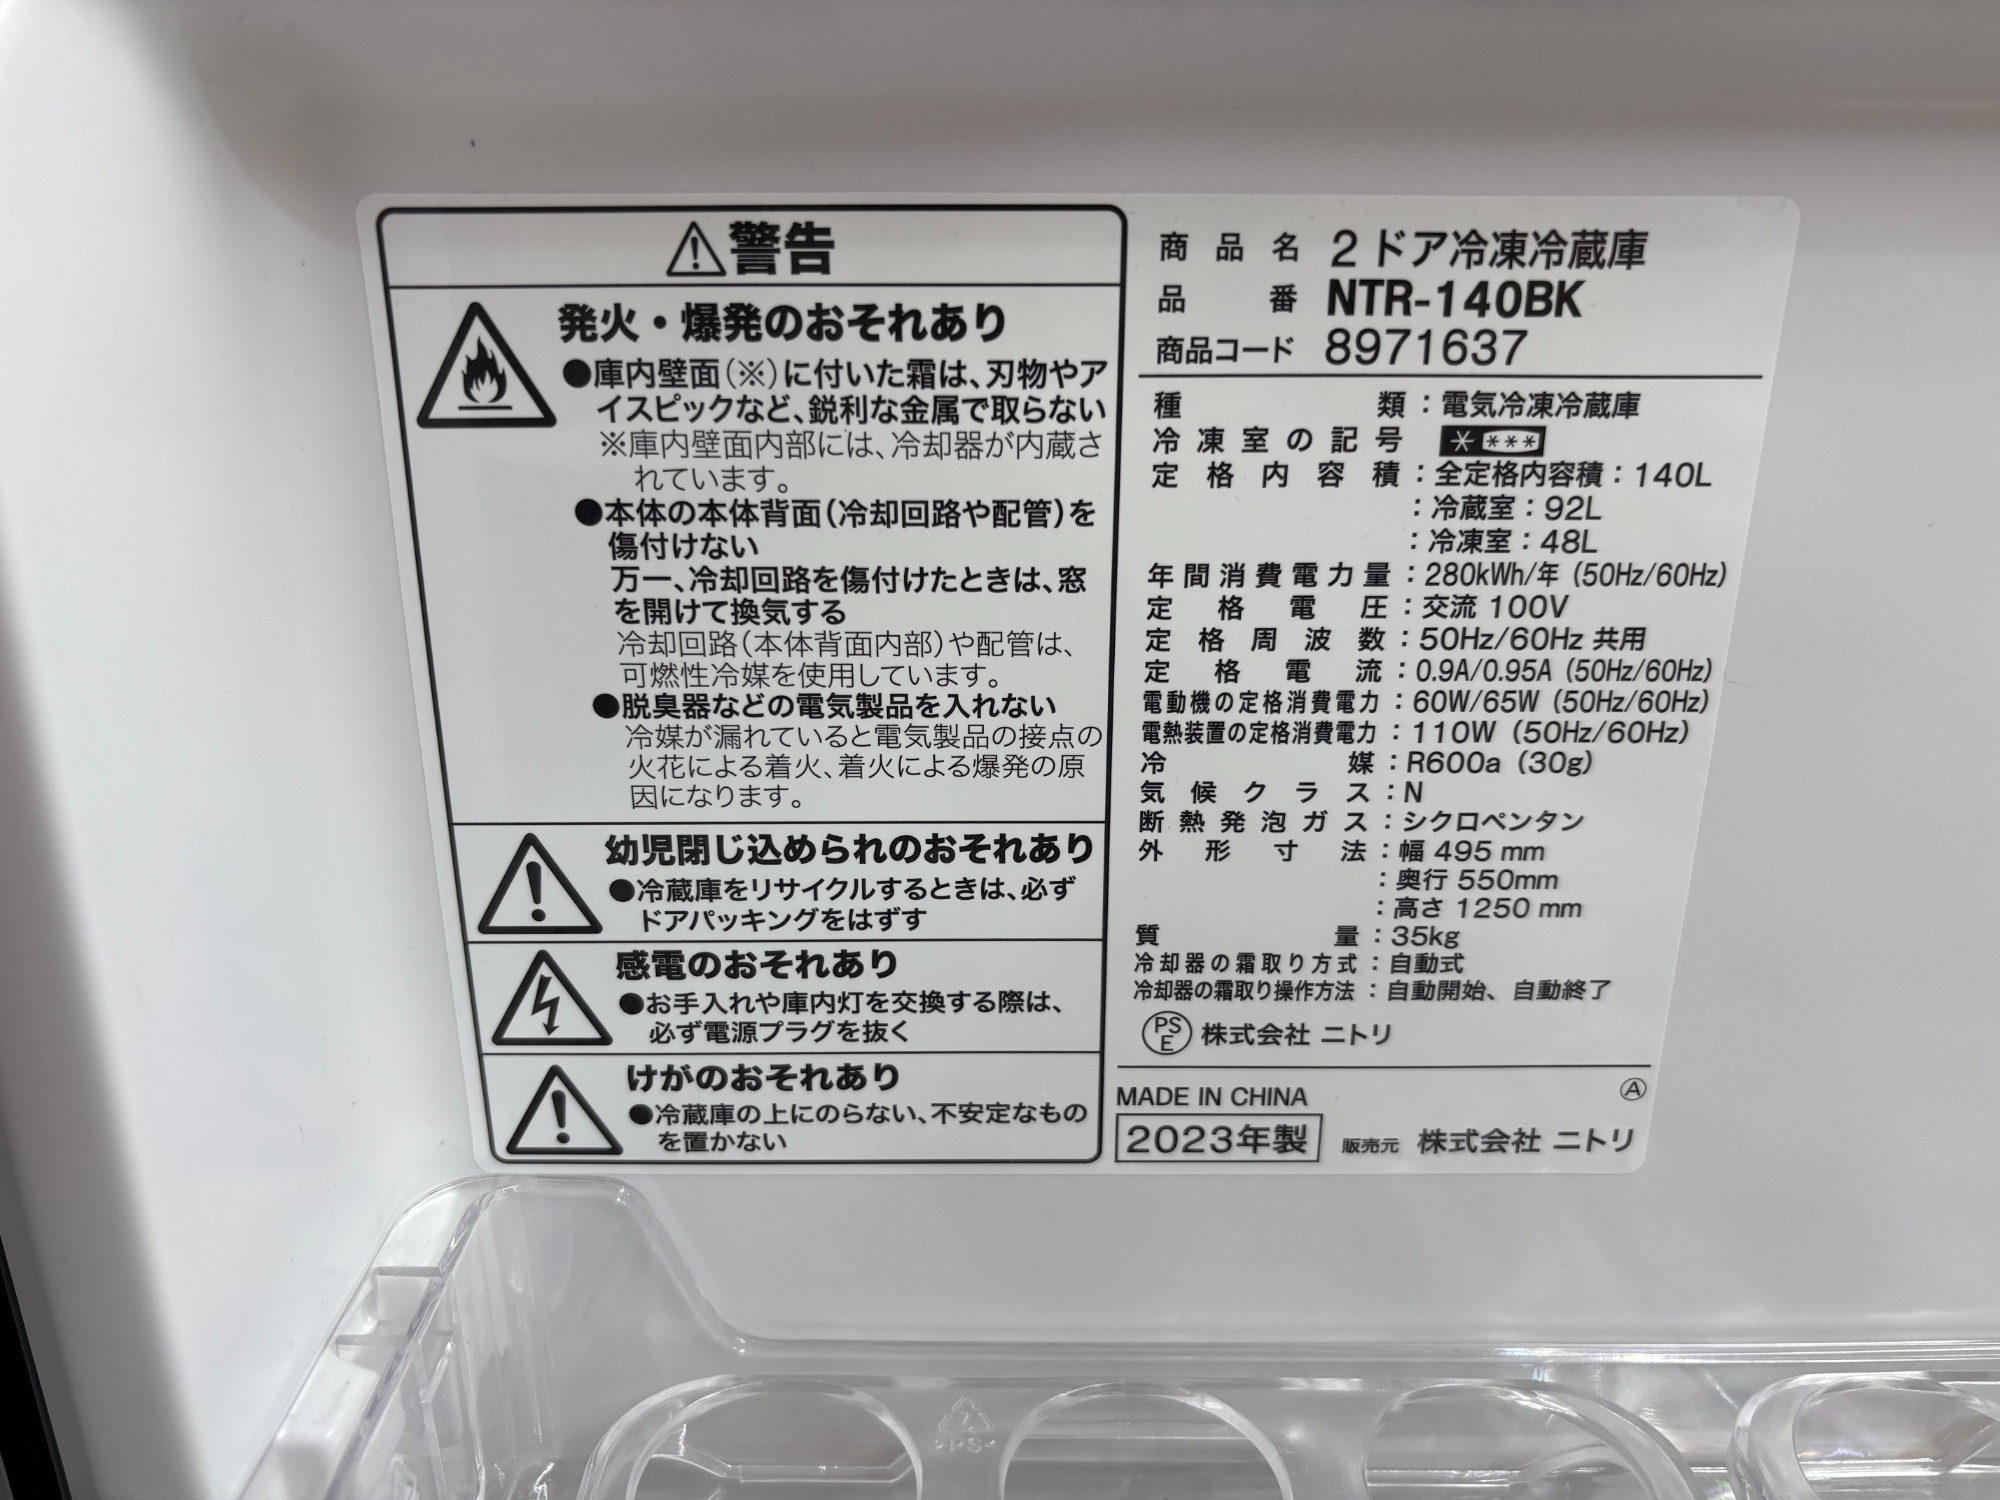 警告
発火・爆発のおそれあり
●庫内壁面(※)に付いた霜は、刃物やア
イスピックなど、鋭利な金属で取らない
※庫内壁面内部には、冷却器が内蔵さ
れています。
●本体の本体背面(冷却回路や配管)を
傷付けない
万一、冷却回路を傷付けたときは、窓
を開けて換気する
冷却回路(本体背面内部)や配管は、
可燃性冷媒を使用しています。
●脱臭器などの電気製品を入れない
冷媒が漏れていると電気製品の接点の
火花による着火、着火による爆発の原
因になります。
幼児閉じ込められのおそれあり
●冷蔵庫をリサイクルするときは、必ず
ドアパッキングをはずす
感電のおそれあり
●お手入れや庫内灯を交換する際は、
必ず電源プラグを抜く
けがのおそれあり
●冷蔵庫の上にのらない、不安定なもの
を置かない
商品名 2ドア冷凍冷蔵庫
品番 NTR-140BK
商品コード 8971637
種類：電気冷凍冷蔵庫
冷凍室の記号 * ***
定格内容積：全定格内容積：140L
：冷蔵室：92L
：冷凍室：48L
年間消費電力量：280kWh/年 (50Hz/60Hz)
定格電圧：交流 100V
定格周波数：50Hz/60Hz 共用
定格電流：0.9A/0.95A (50Hz/60Hz)
電動機の定格消費電力：60W/65W (50Hz/60Hz)
電熱装置の定格消費電力：110W (50Hz/60Hz)
冷媒：R600a (30g)
気候クラス：N
断熱発泡ガス：シクロペンタン
外形寸法：幅 495 mm
：奥行 550mm
：高さ 1250 mm
質量：35kg
冷却器の霜取り方式：自動式
冷却器の霜取り操作方法：自動開始、自動終了
PSE 株式会社 ニトリ
MADE IN CHINA Ⓐ
2023年製 販売元 株式会社 ニトリ
>PS<